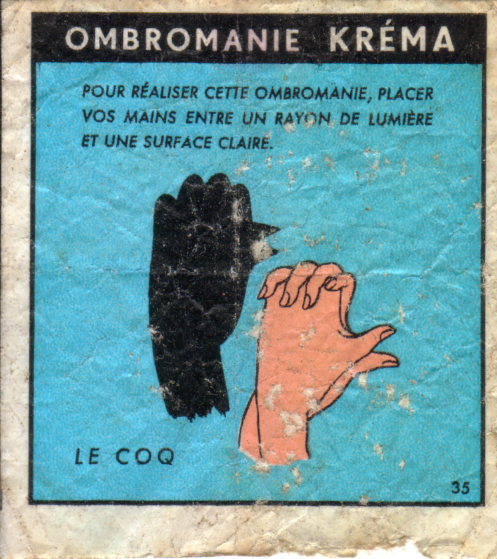 OMBROMANIE KRÉMA
POUR RÉALISER CETTE OMBROMANIE, PLACER
VOS MAINS ENTRE UN RAYON DE LUMIÈRE
ET UNE SURFACE CLAIRE.
LE COQ
35